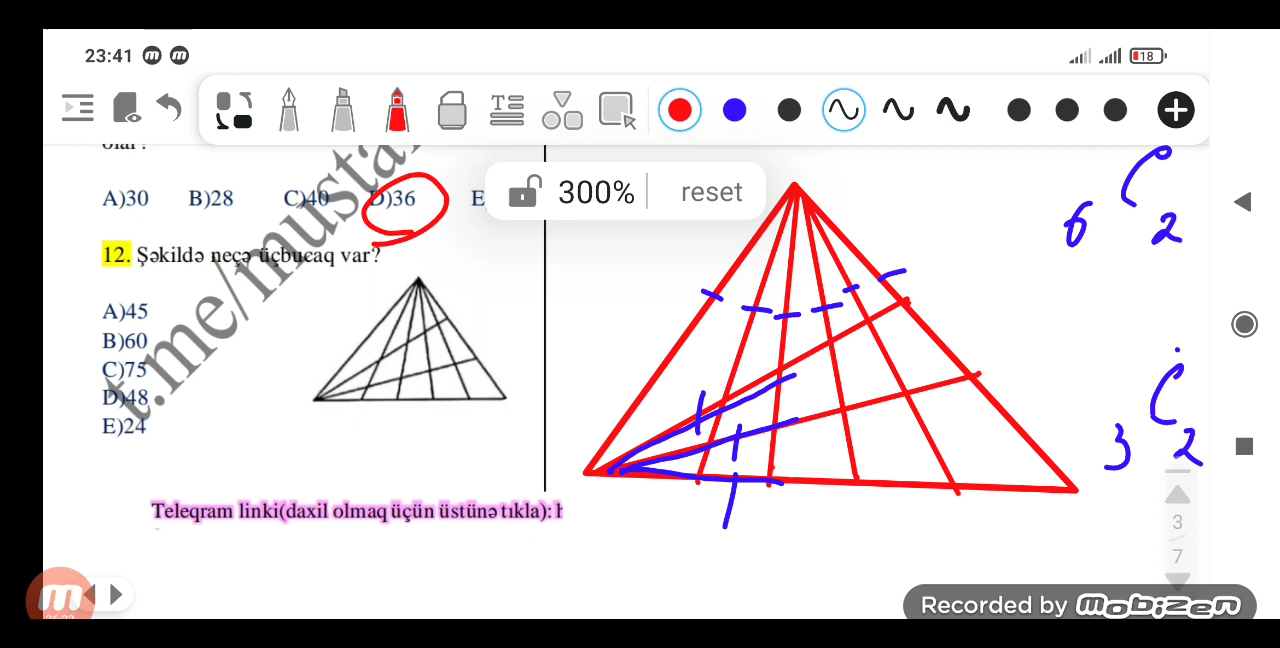 23:41
18
300% reset
olar?
A)30 B)28 C)40 D)36 E
12. Şəkildə neçə üçbucaq var?
A)45
B)60
C)75
D)48
E)24
t.me/musta
6 C 2
3 C 2
Teleqram linki(daxil olmaq üçün üstünə tıkla): h
3
7
Recorded by mobizen